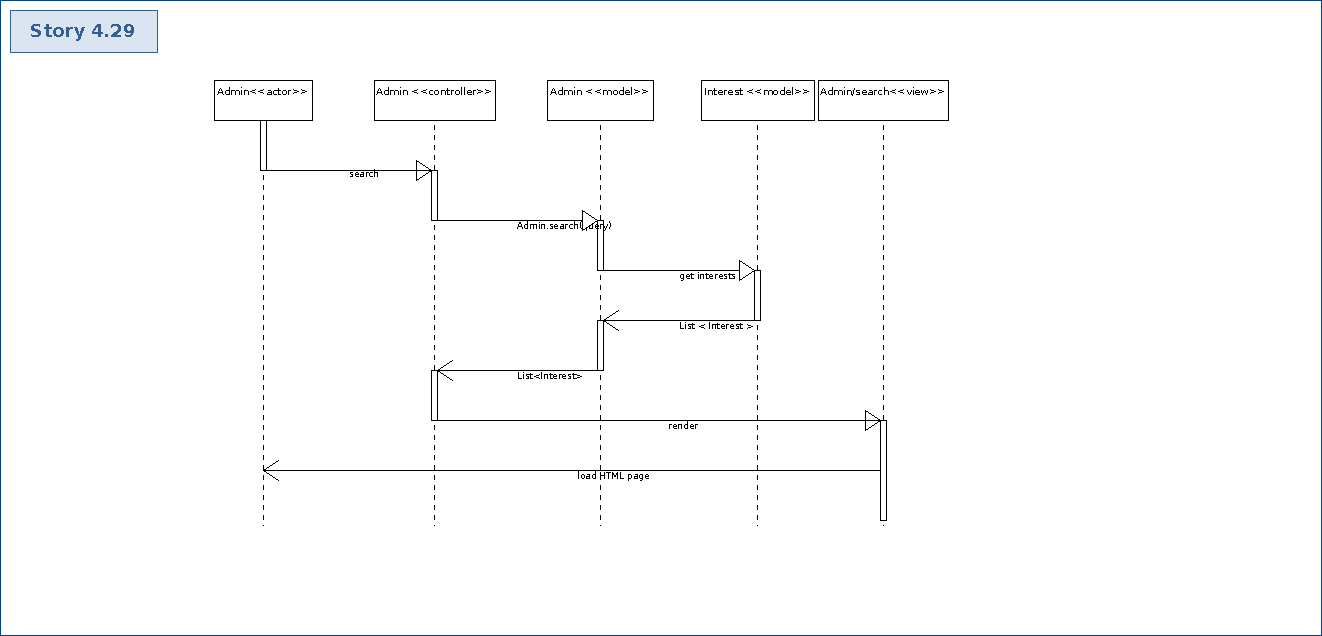 Story 4.29
Admin<<actor>>
Admin <<controller>>
Admin <<model>>
Interest <<model>>
Admin/search<<view>>
search
Admin.search(query)
get interests
List < Interest >
List<Interest>
render
load HTML page